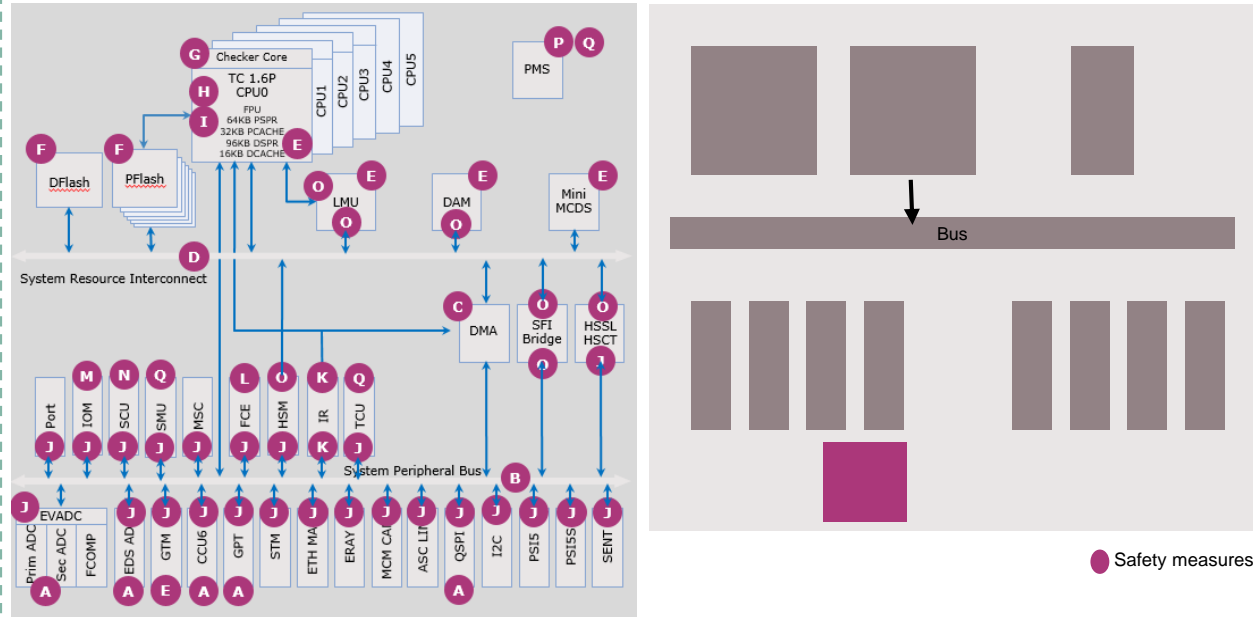 G
Checker Core
TC 1.6P
CPU0
H
FPU
I
64KB PSPR
32KB PCACHE
96KB DSPR
E
16KB DCACHE
CPU1
CPU2
CPU3
CPU4
CPU5
P
Q
PMS
F
DFlash
F
PFlash
O
E
LMU
O
E
DAM
O
E
Mini
MCDS
D
System Resource Interconnect
C
DMA
O
SFI
Bridge
O
O
HSSL
HSCT
J
Port
J
M
IOM
J
N
SCU
J
Q
SMU
J
MSC
J
L
FCE
J
O
HSM
J
K
IR
K
Q
TCU
J
System Peripheral Bus
B
J
EVADC
Prim ADC
Sec ADC
FCOMP
A
J
EDS AD
A
J
GTM
E
J
CCU6
A
J
GPT
A
J
STM
J
ETH MA
J
ERAY
J
MCM CA
J
ASC LIN
J
QSPI
A
J
I2C
J
PSI5
J
PSI5S
J
SENT
Bus
Safety measures